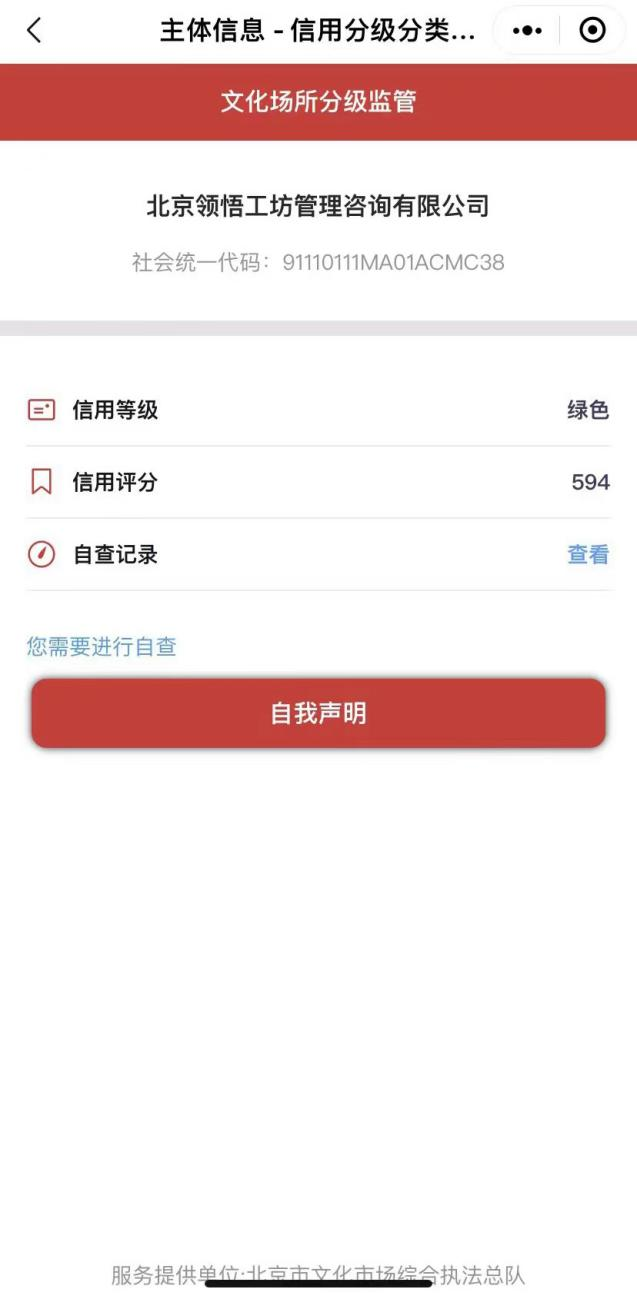 主体信息 - 信用分级分类...
文化场所分级监管
北京领悟工坊管理咨询有限公司
社会统一代码：91110111MA01ACMC38
信用等级
绿色
信用评分
594
自查记录
查看
您需要进行自查
自我声明
服务提供单位:北京市文化市场综合执法总队